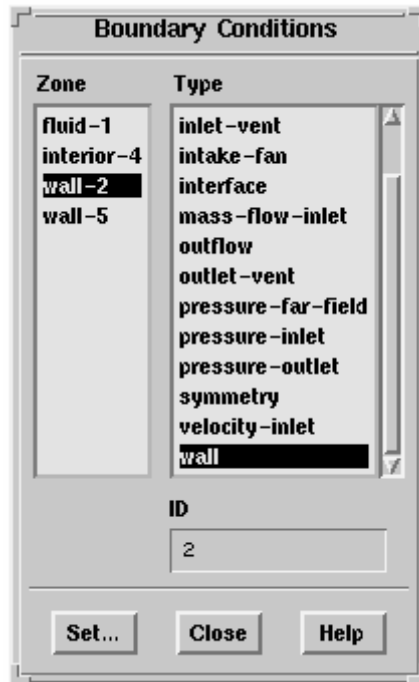 Boundary Conditions
Zone
fluid-1
interior-4
wall-2
wall-5
Type
inlet-vent
intake-fan
interface
mass-flow-inlet
outflow
outlet-vent
pressure-far-field
pressure-inlet
pressure-outlet
symmetry
velocity-inlet
wall
ID
2
Set... Close Help